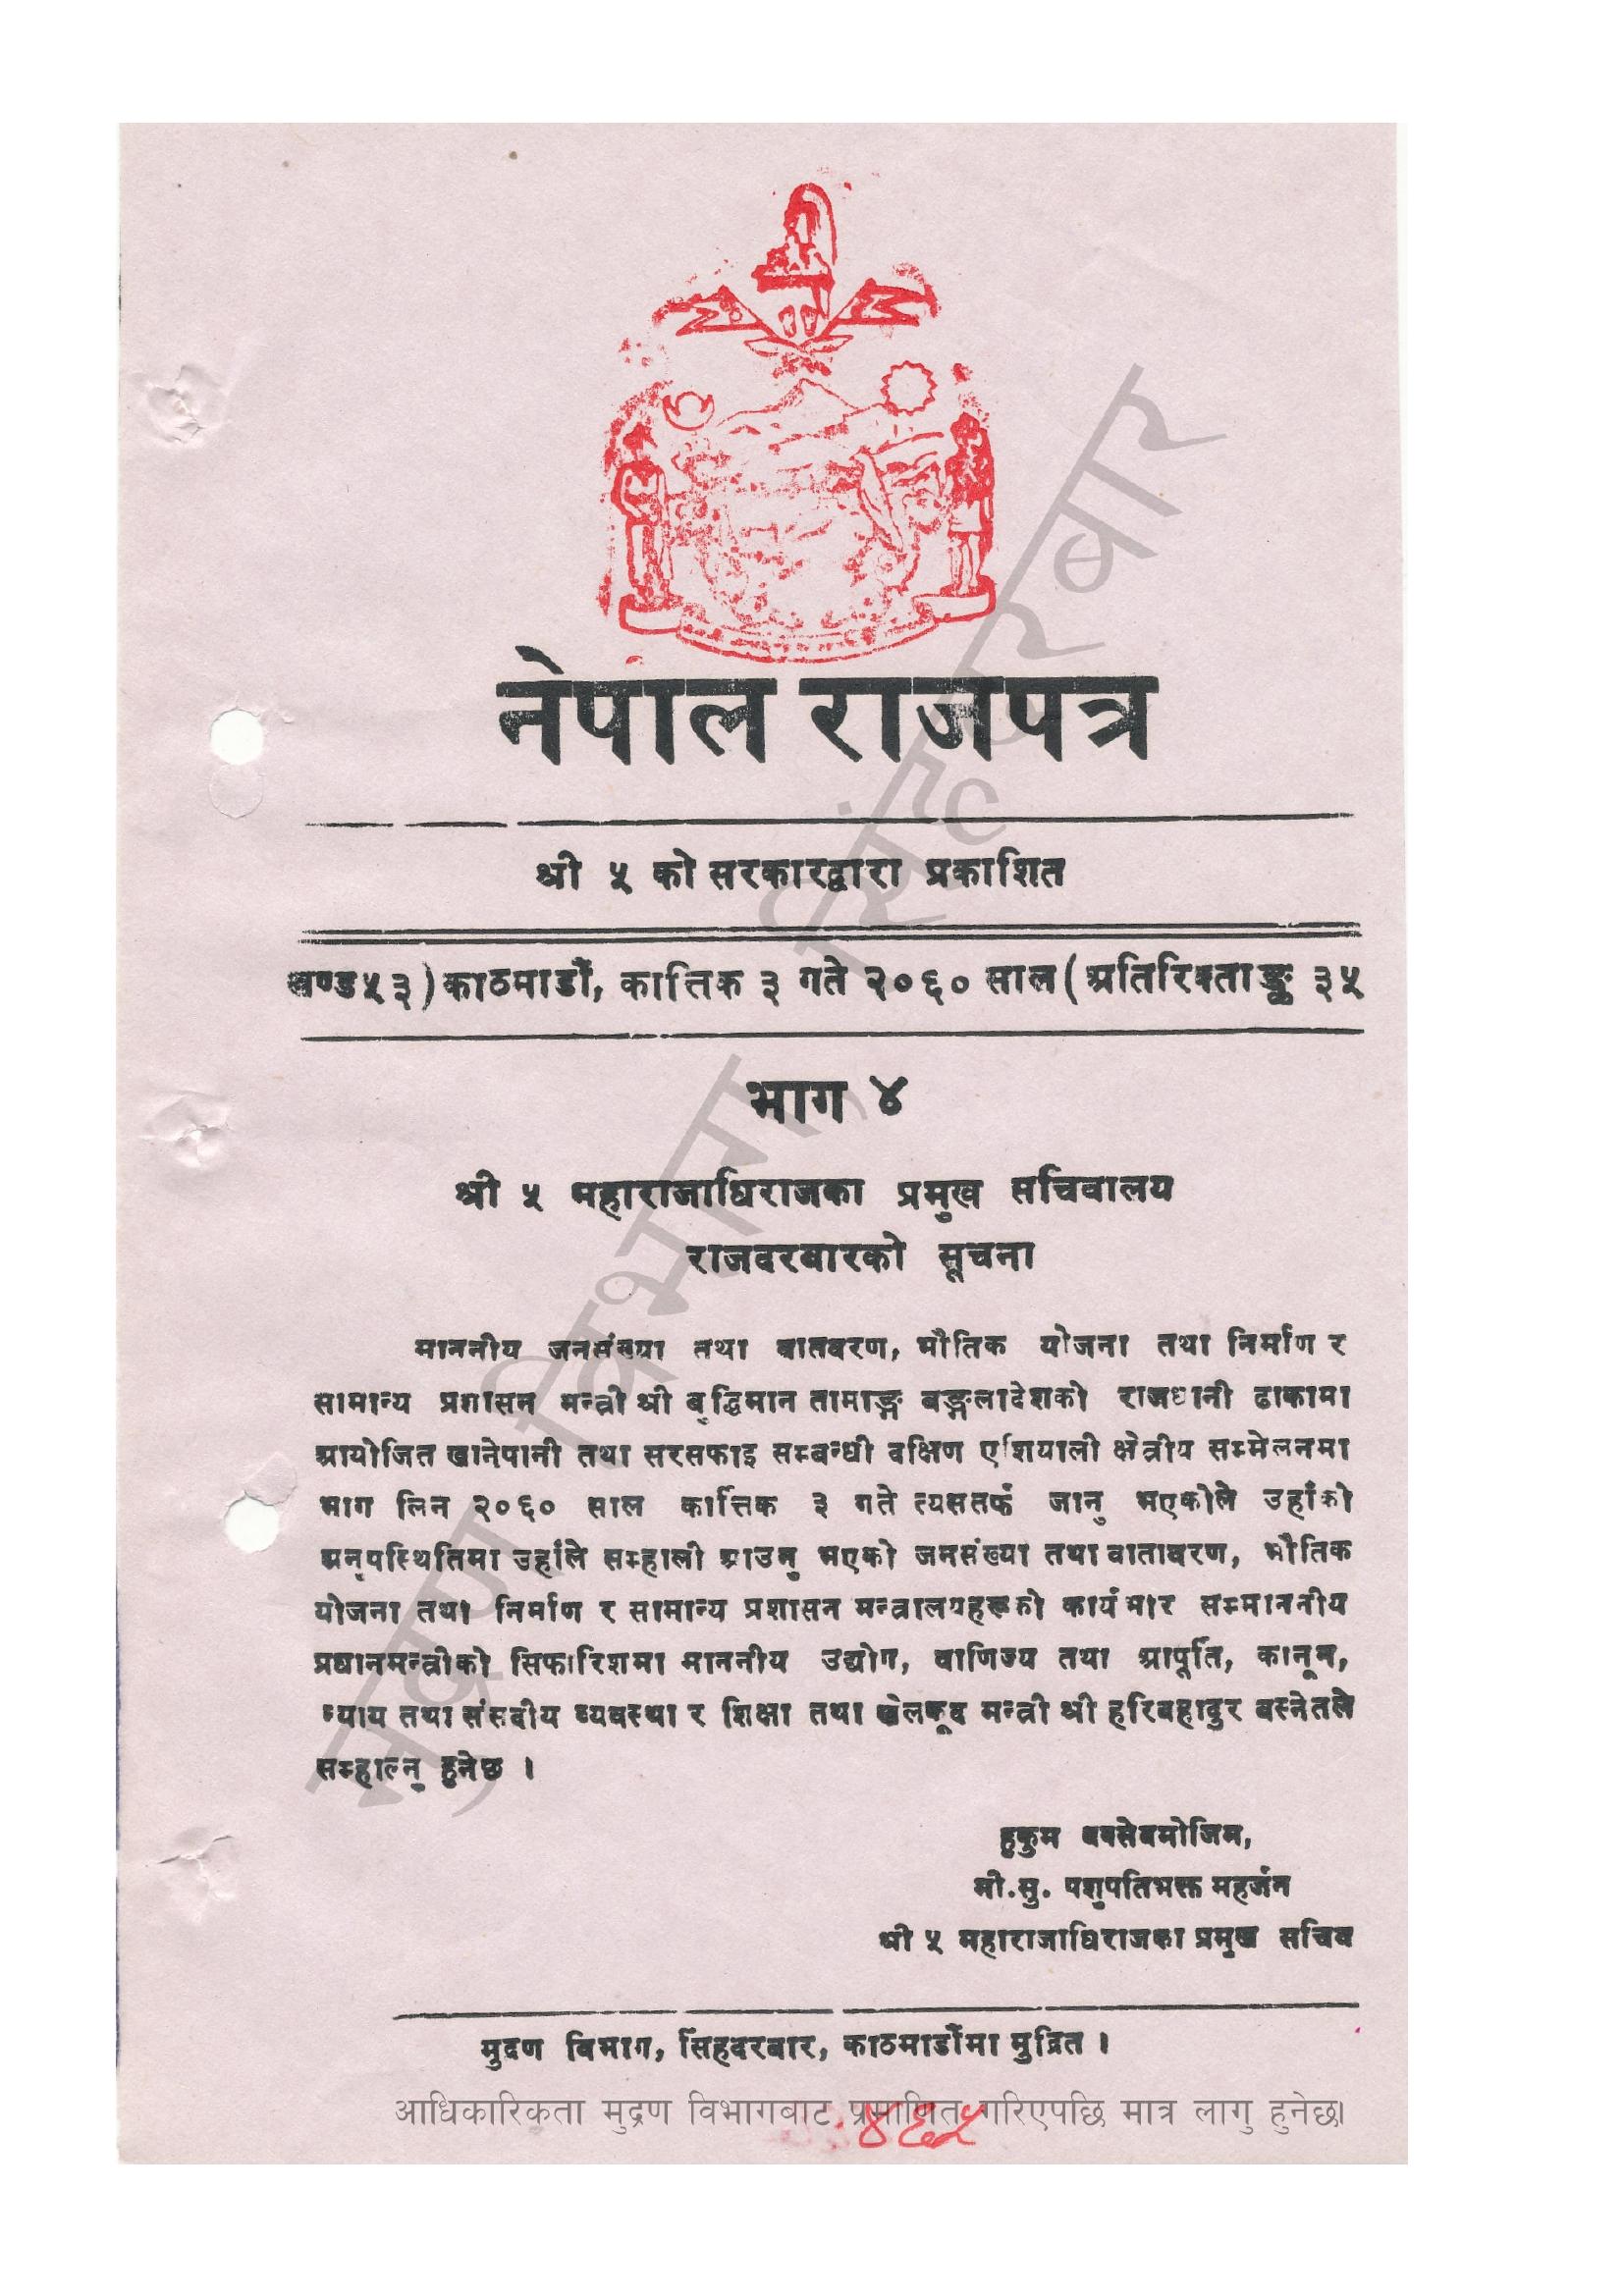 नेपाल राजपत्र
श्री ५ को सरकारद्वारा प्रकाशित
खण्ड ५३) काठमाडौं, कात्तिक ३ गते २०६० साल (अतिरिक्ताङ्क ३५
भाग ४
श्री ५ महाराजाधिराजका प्रमुख सचिवालय
राजदरबारको सूचना
माननीय जनसंख्या तथा वातवरण, भौतिक योजना तथा निर्माण र
सामान्य प्रशासन मन्त्री श्री बुद्धिमान तामाङ्ग बङ्गलादेशको राजधानी ढाकामा
आयोजित खानेपानी तथा सरसफाइ सम्बन्धी दक्षिण एशियाली क्षेत्रीय सम्मेलनमा
भाग लिन २०६० साल कार्त्तिक ३ गते त्यसतर्फ जानु भएकोले उहाँको
अनुपस्थितिमा उहाँले सम्हाली आउनु भएको जनसंख्या तथा वातावरण, भौतिक
योजना तथा निर्माण र सामान्य प्रशासन मन्त्रालयहरूको कार्यभार सम्माननीय
प्रधानमन्त्रीको सिफारिशमा माननीय उद्योग, वाणिज्य तथा आपूर्ति, कानून,
न्याय तथा संसदीय व्यवस्था र शिक्षा तथा खेलकूद मन्त्री श्री हरिबहादुर बस्नेतले
सम्हाल्नु हुनेछ ।
हुकुम बक्सेबमोजिम,
मी.सु. पशुपतिभक्त महर्जन
श्री ५ महाराजाधिराजका प्रमुख सचिव
मुद्रण विभाग, सिंहदरबार, काठमाडौंमा मुद्रित ।
आधिकारिकता मुद्रण विभागबाट प्रमाणित गरिएपछि मात्र लागु हुनेछ।
४६५
मुद्रण विभाग, सिंहदरबार